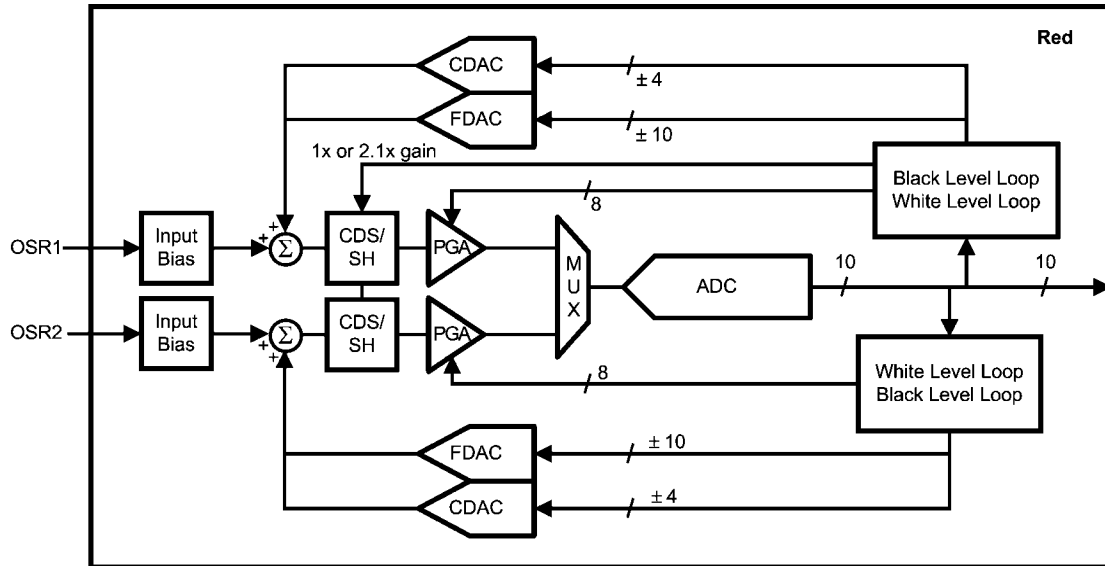 Red
CDAC
± 4
FDAC
± 10
1x or 2.1x gain
8
Black Level Loop
White Level Loop
OSR1
Input
Bias
+
+
Σ
CDS/
SH
PGA
M
U
X
ADC
10
10
OSR2
Input
Bias
+
+
Σ
CDS/
SH
PGA
8
White Level Loop
Black Level Loop
FDAC
± 10
CDAC
± 4